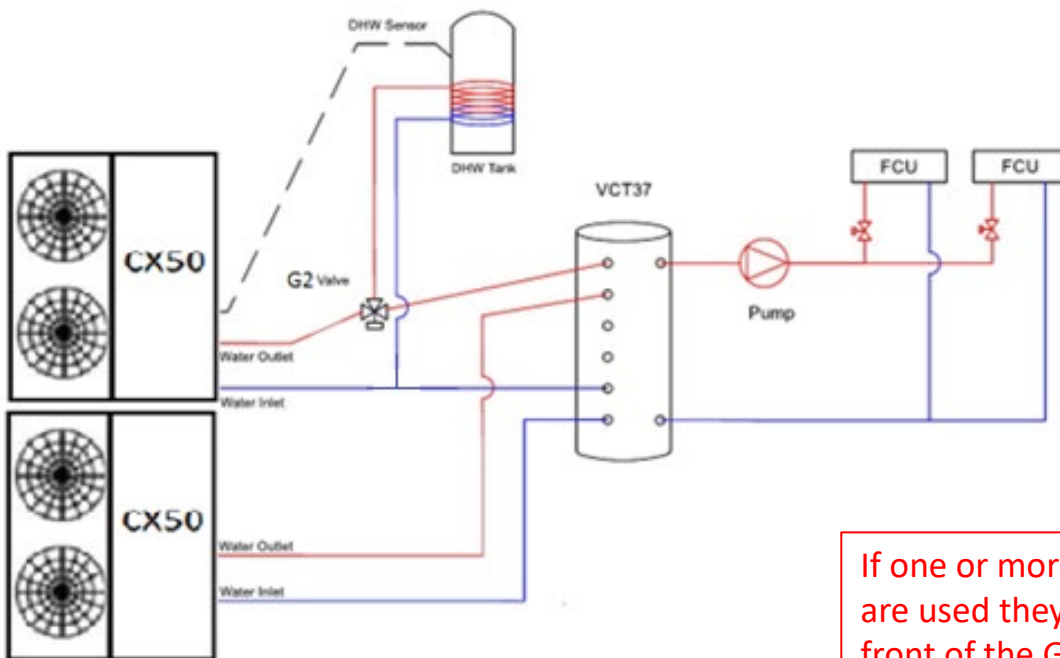 DHW Sensor
DHW Tank
CX50
G2 Valve
Water Outlet
Water Inlet
VCT37
Pump
FCU
FCU
CX50
Water Outlet
Water Inlet
If one or mor
are used they
front of the G